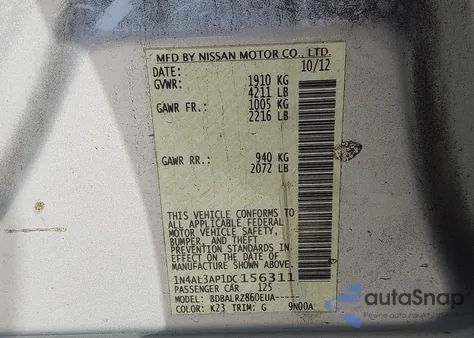 MFD BY NISSAN MOTOR CO., LTD.
DATE: 10/12
GVWR: 1910 KG
4211 LB
GAWR FR.: 1005 KG
2216 LB
GAWR RR.: 940 KG
2072 LB
THIS VEHICLE CONFORMS TO
ALL APPLICABLE FEDERAL
MOTOR VEHICLE SAFETY,
BUMPER, AND THEFT
PREVENTION STANDARDS IN
EFFECT ON THE DATE OF
MANUFACTURE SHOWN ABOVE.
1N4AL3AP1DC156311
PASSENGER CAR 125
MODEL: BDBALRZ860EUA-----
COLOR: K23 TRIM: G 9N00A
autoSnap